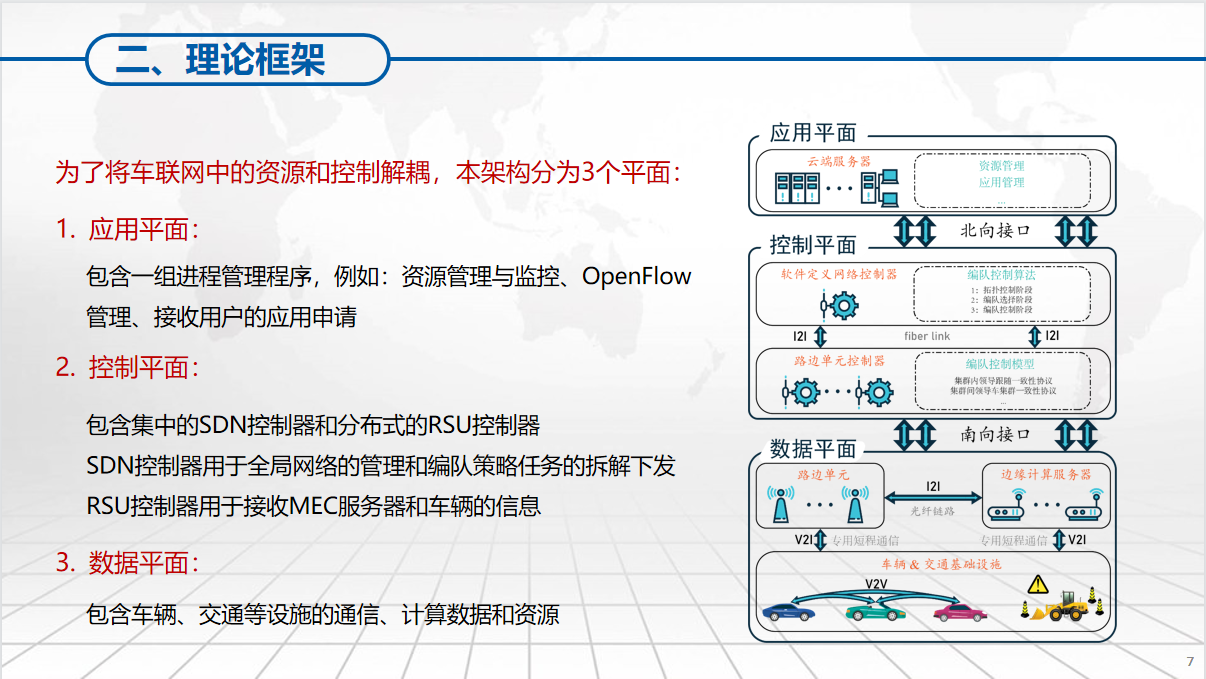 二、理论框架
为了将车联网中的资源和控制解耦，本架构分为3个平面：
1. 应用平面：
包含一组进程管理程序，例如：资源管理与监控、OpenFlow
管理、接收用户的应用申请
2. 控制平面：
包含集中的SDN控制器和分布式的RSU控制器
SDN控制器用于全局网络的管理和编队策略任务的拆解下发
RSU控制器用于接收MEC服务器和车辆的信息
3. 数据平面：
包含车辆、交通等设施的通信、计算数据和资源
应用平面
云端服务器
资源管理
应用管理
...
北向接口
控制平面
软件定义网络控制器
编队控制算法
1：拓扑控制阶段
2：编队选择阶段
3：编队控制阶段
I2I
fiber link
I2I
路边单元控制器
编队控制模型
集群内领导跟随一致性协议
集群间领导车集群一致性协议
...
南向接口
数据平面
路边单元
I2I
光纤链路
边缘计算服务器
V2I
专用短程通信
专用短程通信
V2I
车辆 & 交通基础设施
V2V
7